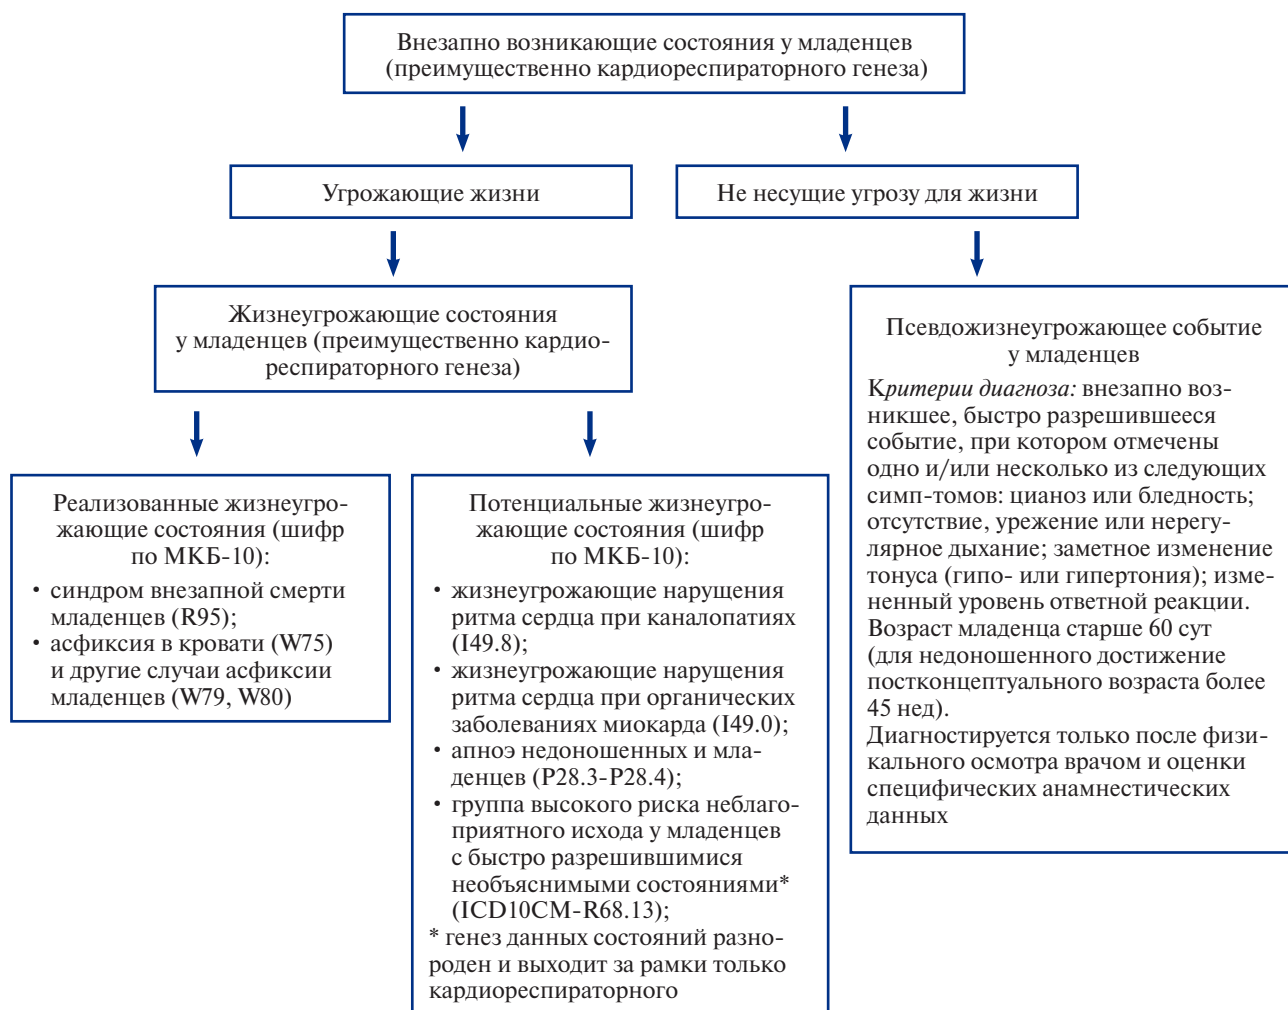 Внезапно возникающие состояния у младенцев
(преимущественно кардиореспираторного генеза)
Угрожающие жизни
Не несущие угрозу для жизни
Жизнеугрожающие состояния
у младенцев (преимущественно кардио-
респираторного генеза)
Реализованные жизнеугро-
жающие состояния (шифр
по МКБ-10):
• синдром внезапной смерти
младенцев (R95);
• асфиксия в кровати (W75)
и другие случаи асфиксии
младенцев (W79, W80)
Потенциальные жизнеугро-
жающие состояния (шифр
по МКБ-10):
• жизнеугрожающие нарушения
ритма сердца при каналопатиях
(I49.8);
• жизнеугрожающие нарушения
ритма сердца при органических
заболеваниях миокарда (I49.0);
• апноэ недоношенных и мла-
денцев (P28.3-P28.4);
• группа высокого риска неблаго-
приятного исхода у младенцев
с быстро разрешившимися
необъяснимыми состояниями*
(ICD10CM-R68.13);
* генез данных состояний разно-
роден и выходит за рамки только
кардиореспираторного
Псевдожизнеугрожающее событие
у младенцев
Критерии диагноза: внезапно воз-
никшее, быстро разрешившееся
событие, при котором отмечены
одно и/или несколько из следующих
симп-томов: цианоз или бледность;
отсутствие, урежение или нерегу-
лярное дыхание; заметное изменение
тонуса (гипо- или гипертония); изме-
ненный уровень ответной реакции.
Возраст младенца старше 60 сут
(для недоношенного достижение
постконцептуального возраста более
45 нед).
Диагностируется только после физи-
кального осмотра врачом и оценки
специфических анамнестических
данных